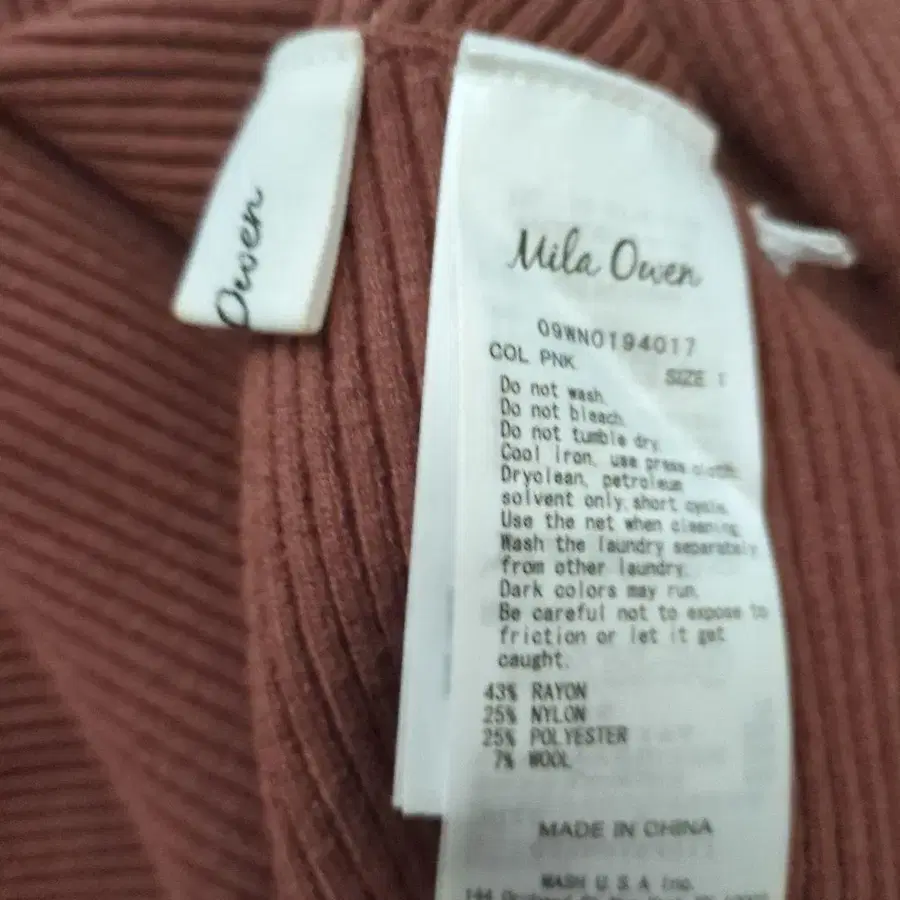 Owen
Mila Owen
09WNO194017
COL PNK
SIZE 1
Do not wash.
Do not bleach.
Do not tumble dry.
Cool iron, use press cloth.
Dryclean, petroleum
solvent only, short cycle.
Use the net when cleaning.
Wash the laundry separately
from other laundry.
Dark colors may run.
Be careful not to expose to
friction or let it get
caught.
43% RAYON
25% NYLON
25% POLYESTER
7% WOOL
MADE IN CHINA
MASH U.S.A Inc.